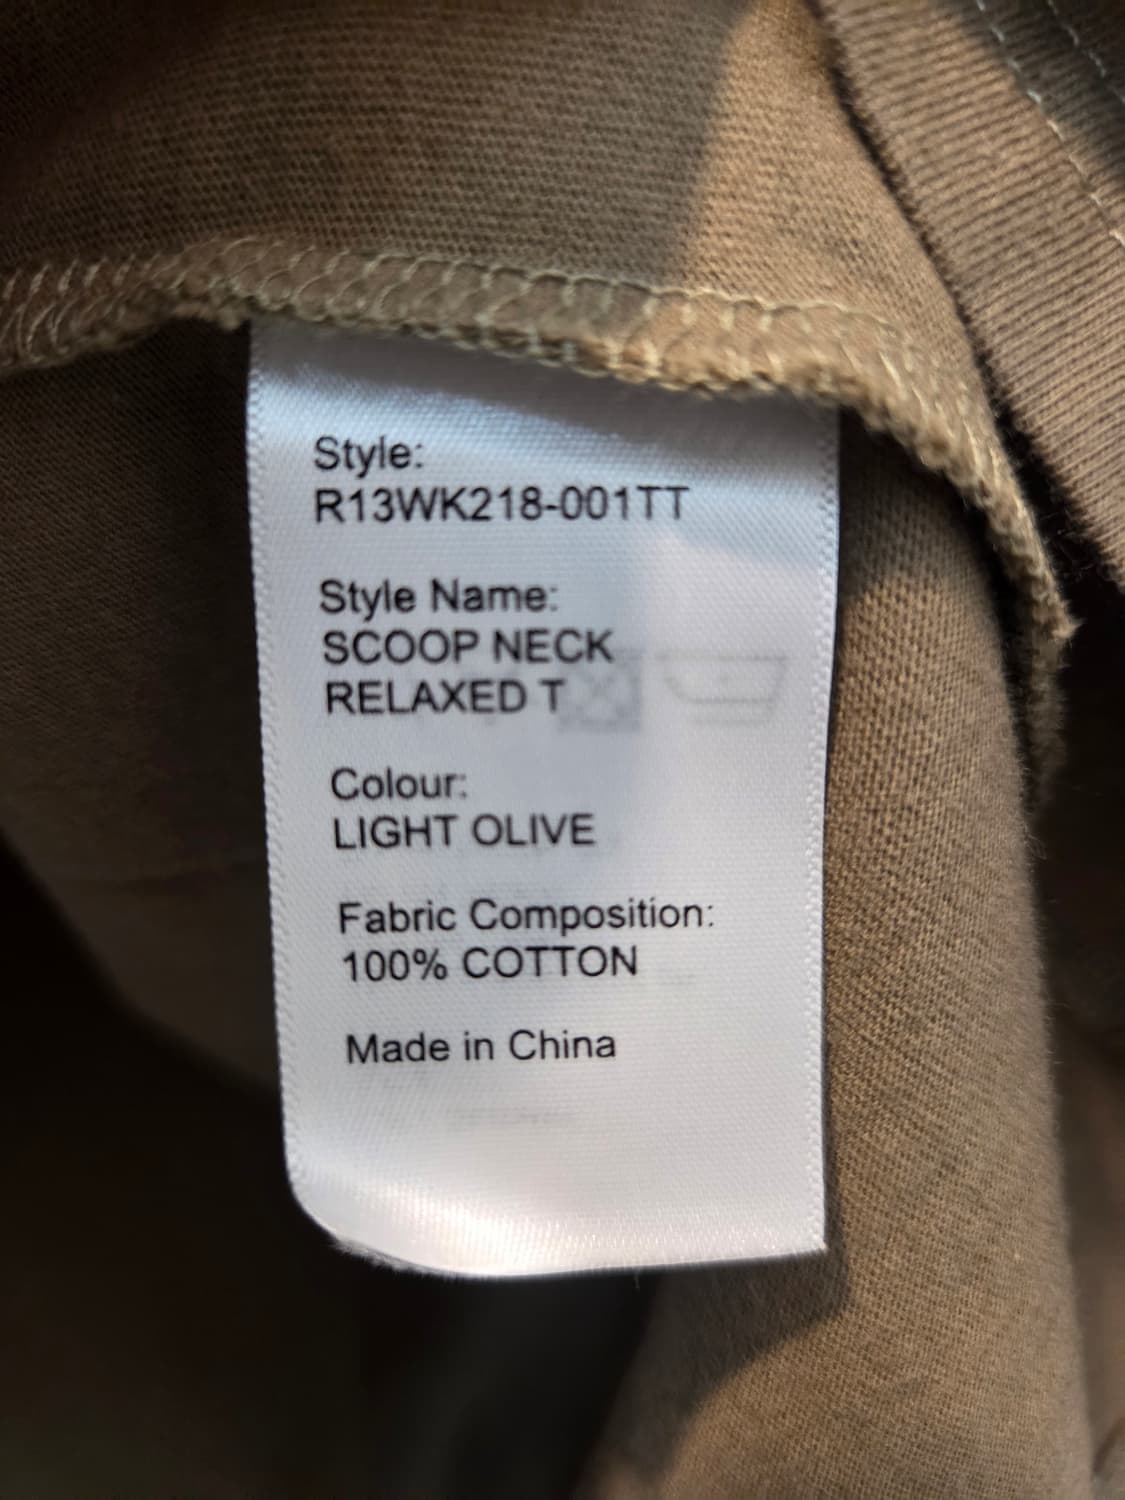 Style:
R13WK218-001TT
Style Name:
SCOOP NECK
RELAXED T
Colour:
LIGHT OLIVE
Fabric Composition:
100% COTTON
Made in China